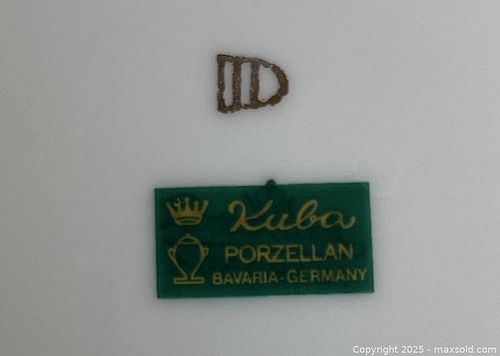 Kuba
PORZELLAN
BAVARIA-GERMANY
Copyright © 2025 - maxsold.com